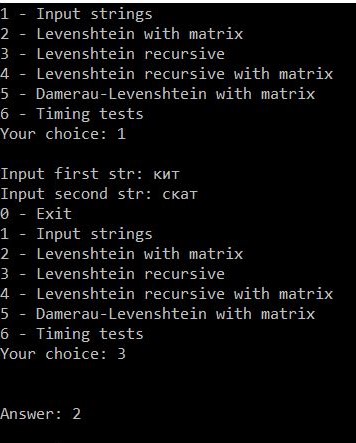 1 - Input strings
2 - Levenshtein with matrix
3 - Levenshtein recursive
4 - Levenshtein recursive with matrix
5 - Damerau-Levenshtein with matrix
6 - Timing tests
Your choice: 1
Input first str: кит
Input second str: скат
0 - Exit
1 - Input strings
2 - Levenshtein with matrix
3 - Levenshtein recursive
4 - Levenshtein recursive with matrix
5 - Damerau-Levenshtein with matrix
6 - Timing tests
Your choice: 3
Answer: 2